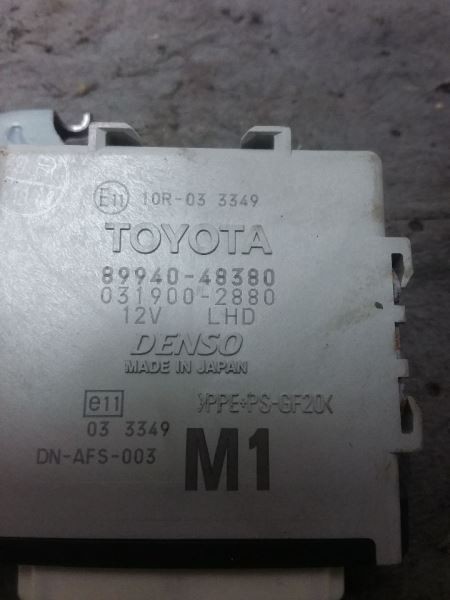 E11 10R-03 3349
TOYOTA
89940-48380
031900-2880
12V LHD
DENSO
MADE IN JAPAN
e11 >PPE+PS-GF20<
03 3349
DN-AFS-003 M1